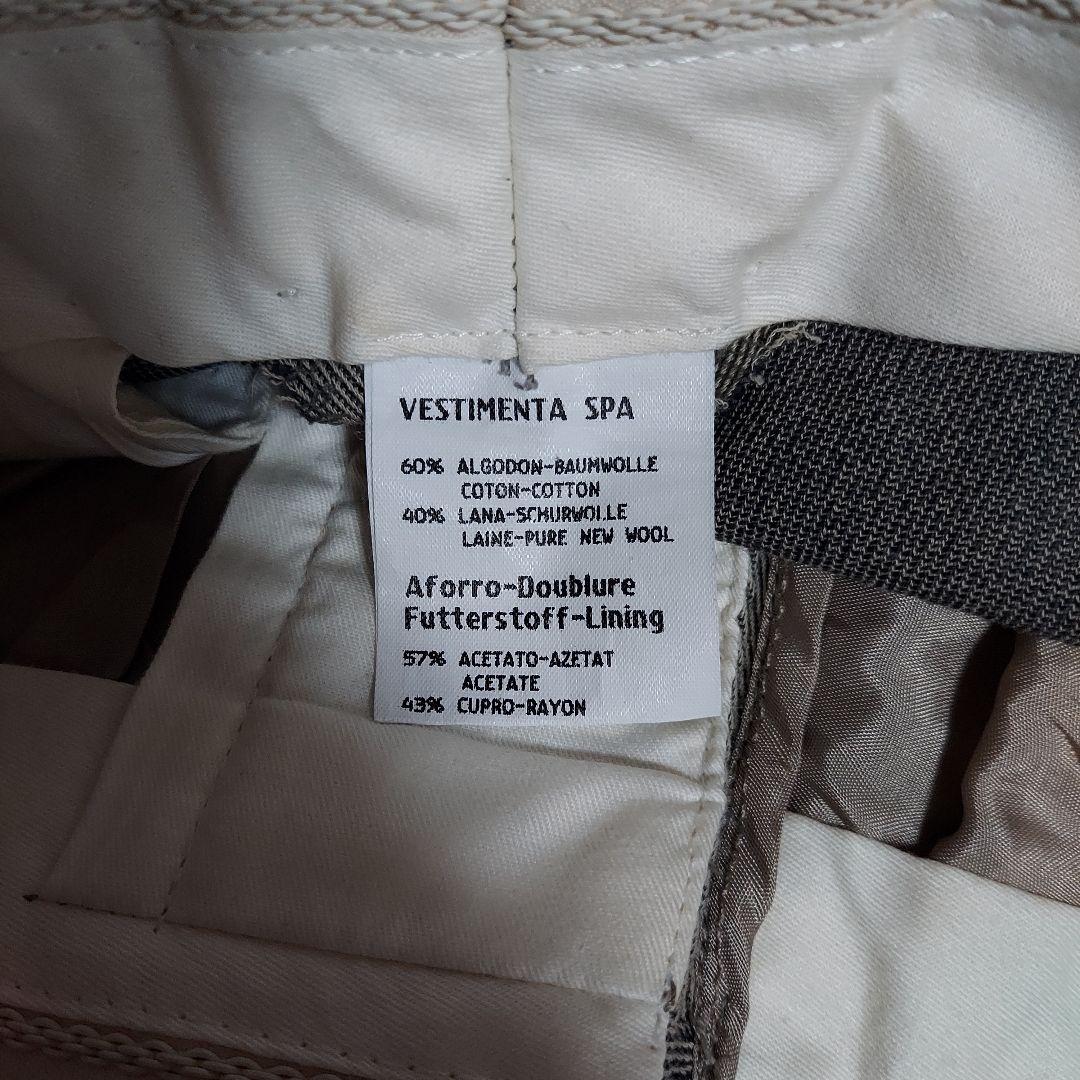 VESTIMENTA SPA
60% ALGODON-BAUMWOLLE
COTON-COTTON
40% LANA-SCHURWOLLE
LAINE-PURE NEW WOOL
Aforro-Doublure
Futterstoff-Lining
57% ACETATO-AZETAT
ACETATE
43% CUPRO-RAYON